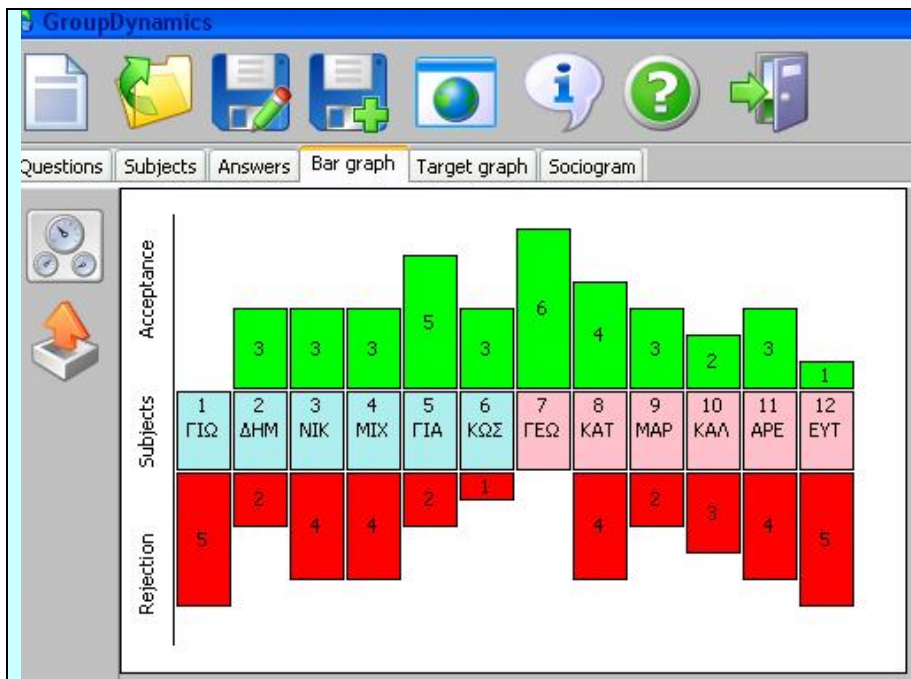 GroupDynamics
Questions Subjects Answers Bar graph Target graph Sociogram
Acceptance
3 3 3 5 3 6 4 3 2 3 1
Subjects
1 2 3 4 5 6 7 8 9 10 11 12
ΓΙΩ ΔΗΜ ΝΙΚ ΜΙΧ ΓΙΑ ΚΩΣ ΓΕΩ ΚΑΤ ΜΑΡ ΚΑΛ ΑΡΕ ΕΥΤ
Rejection
5 2 4 4 2 1 4 2 3 4 5